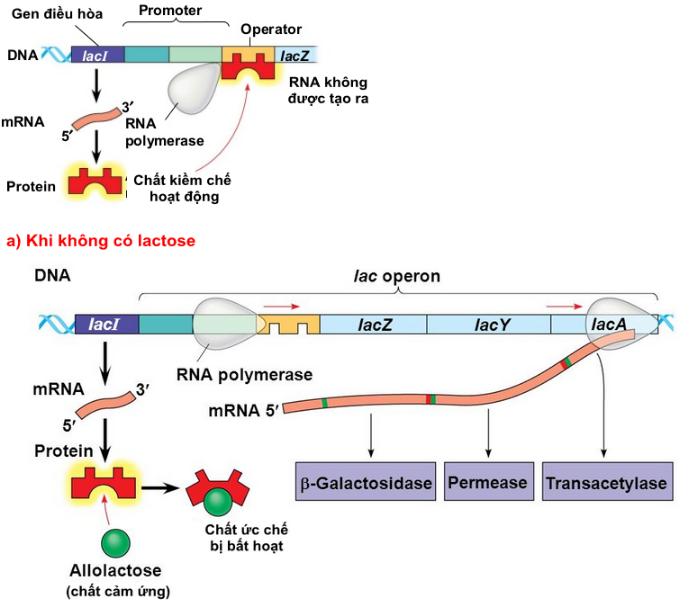 Gen điều hòa
Promoter
Operator
DNA
lacI
lacZ
RNA không
được tạo ra
mRNA
3′
5′
RNA
polymerase
Protein
Chất kiềm chế
hoạt động
a) Khi không có lactose
DNA
lac operon
lacI
lacZ
lacY
lacA
RNA polymerase
mRNA
3′
5′
mRNA 5′
Protein
β-Galactosidase
Permease
Transacetylase
Chất ức chế
bị bất hoạt
Allolactose
(chất cảm ứng)